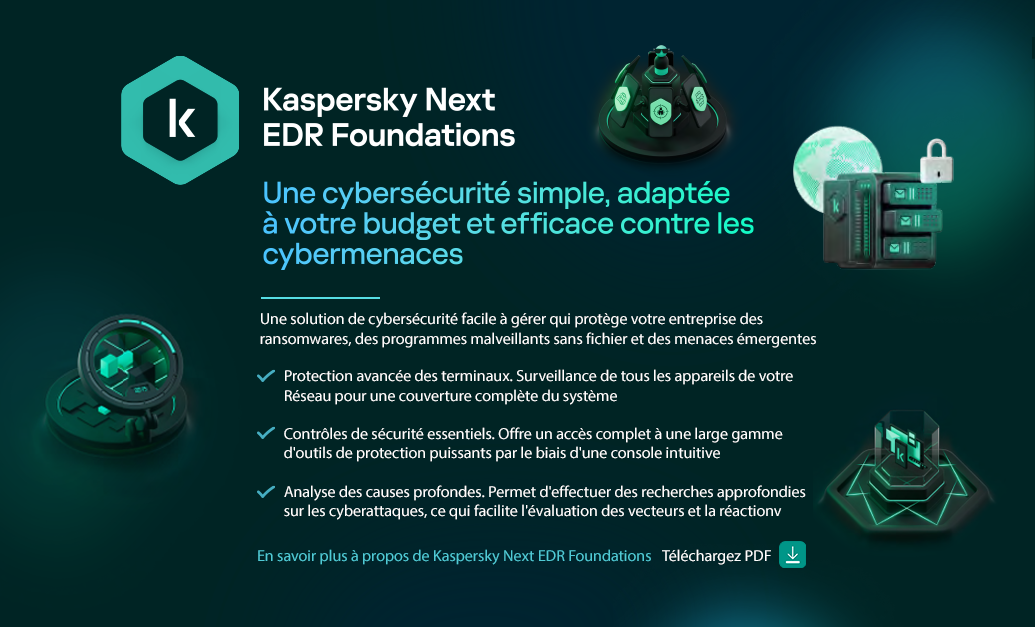 k
Kaspersky Next
EDR Foundations
Une cybersécurité simple, adaptée
à votre budget et efficace contre les
cybermenaces
Une solution de cybersécurité facile à gérer qui protège votre entreprise des
ransomwares, des programmes malveillants sans fichier et des menaces émergentes
Protection avancée des terminaux. Surveillance de tous les appareils de votre
Réseau pour une couverture complète du système
Contrôles de sécurité essentiels. Offre un accès complet à une large gamme
d'outils de protection puissants par le biais d'une console intuitive
Analyse des causes profondes. Permet d'effectuer des recherches approfondies
sur les cyberattaques, ce qui facilite l'évaluation des vecteurs et la réactionv
En savoir plus à propos de Kaspersky Next EDR Foundations Téléchargez PDF